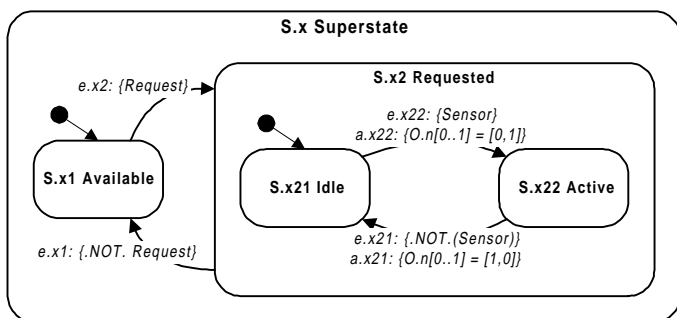 S.x Superstate
e.x2: {Request}
S.x2 Requested
e.x22: {Sensor}
a.x22: {O.n[0..1] = [0,1]}
S.x1 Available
S.x21 Idle
S.x22 Active
e.x1: {.NOT. Request}
e.x21: {.NOT.(Sensor)}
a.x21: {O.n[0..1] = [1,0]}